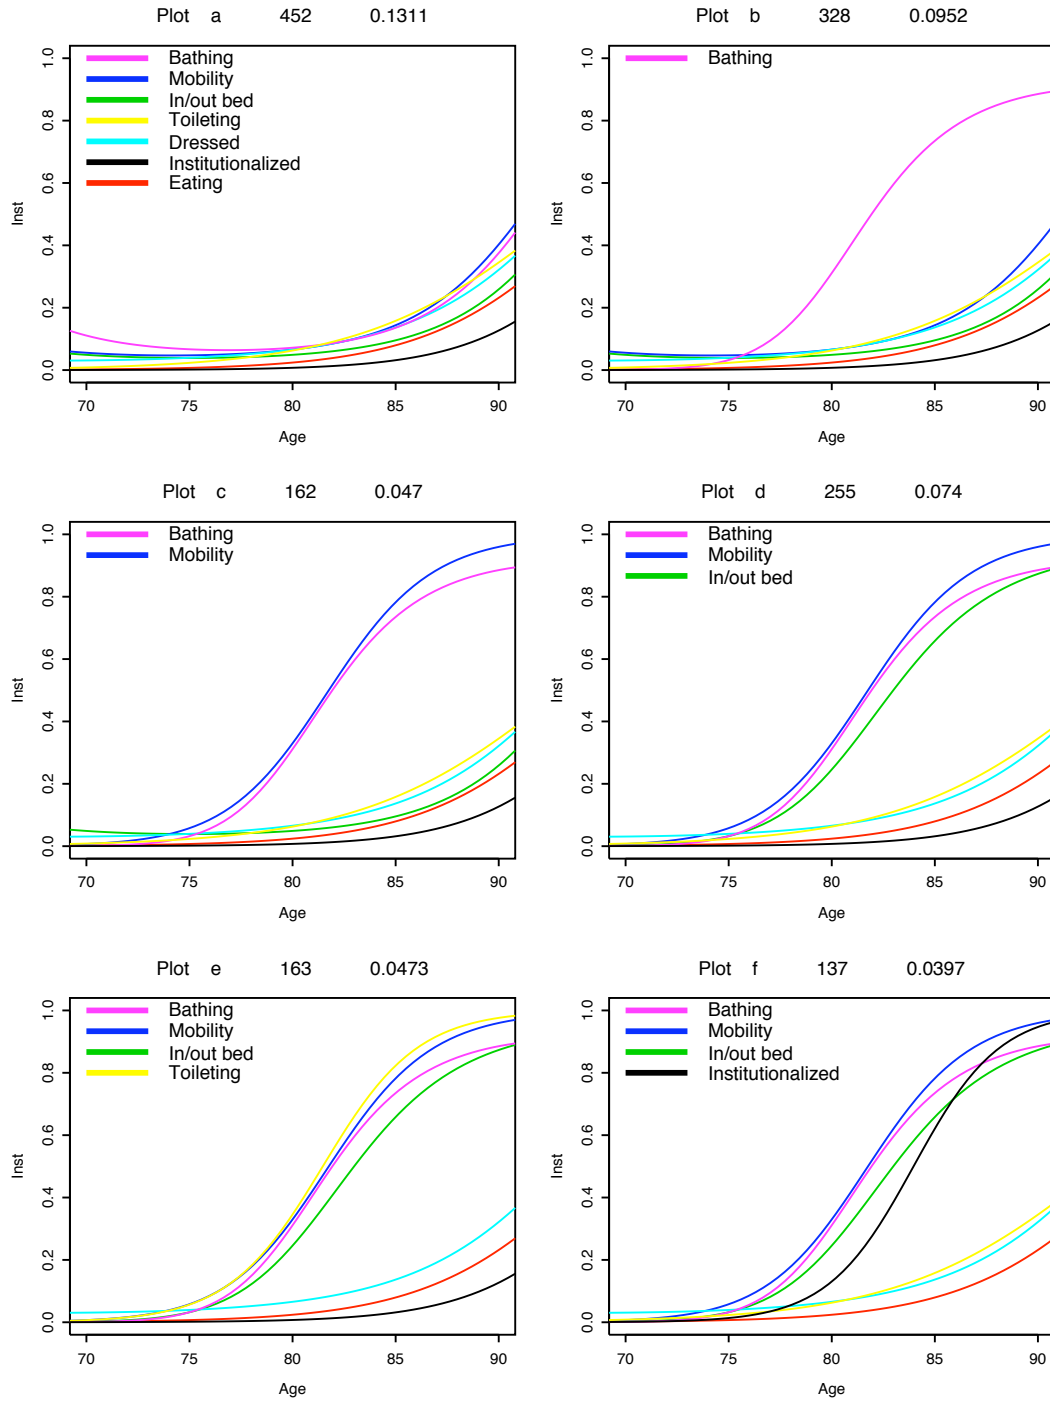 Plot a 452 0.1311
Inst
1.0
0.8
0.6
0.4
0.2
0.0
Bathing
Mobility
In/out bed
Toileting
Dressed
Institutionalized
Eating
70 75 80 85 90
Age
Plot b 328 0.0952
Inst
1.0
0.8
0.6
0.4
0.2
0.0
Bathing
70 75 80 85 90
Age
Plot c 162 0.047
Inst
1.0
0.8
0.6
0.4
0.2
0.0
Bathing
Mobility
70 75 80 85 90
Age
Plot d 255 0.074
Inst
1.0
0.8
0.6
0.4
0.2
0.0
Bathing
Mobility
In/out bed
70 75 80 85 90
Age
Plot e 163 0.0473
Inst
1.0
0.8
0.6
0.4
0.2
0.0
Bathing
Mobility
In/out bed
Toileting
70 75 80 85 90
Age
Plot f 137 0.0397
Inst
1.0
0.8
0.6
0.4
0.2
0.0
Bathing
Mobility
In/out bed
Institutionalized
70 75 80 85 90
Age